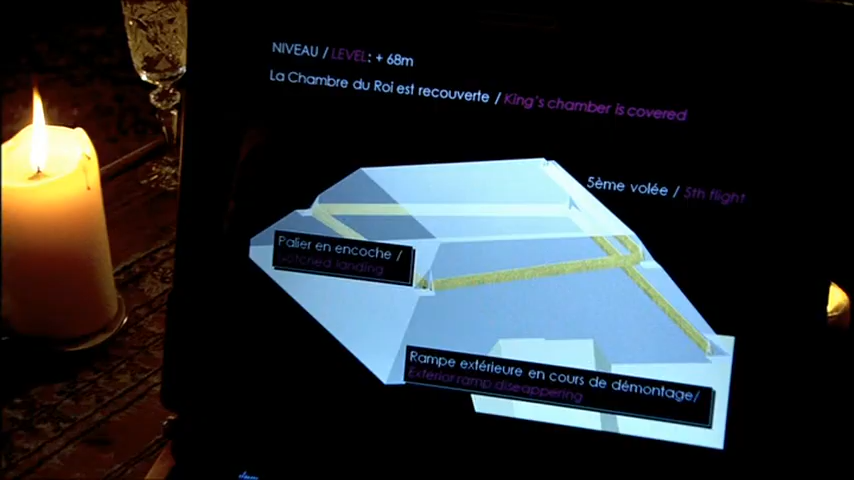 NIVEAU / LEVEL: + 68m
La Chambre du Roi est recouverte / King's chamber is covered
5ème volée / 5th flight
Palier en encoche /
Notched landing
Rampe extérieure en cours de démontage/
Exterior ramp diseappering